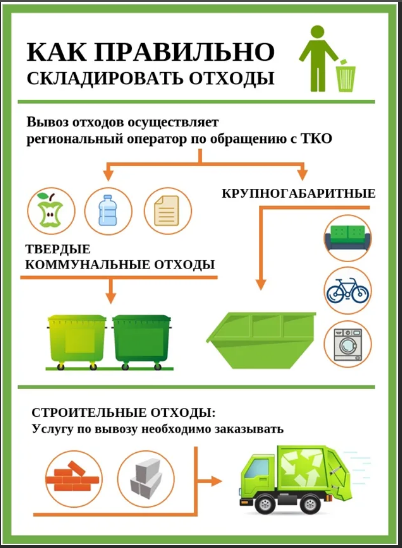 КАК ПРАВИЛЬНО
СКЛАДИРОВАТЬ ОТХОДЫ
Вывоз отходов осуществляет
региональный оператор по обращению с ТКО
КРУПНОГАБАРИТНЫЕ
ТВЕРДЫЕ
КОММУНАЛЬНЫЕ ОТХОДЫ
СТРОИТЕЛЬНЫЕ ОТХОДЫ:
Услугу по вывозу необходимо заказывать